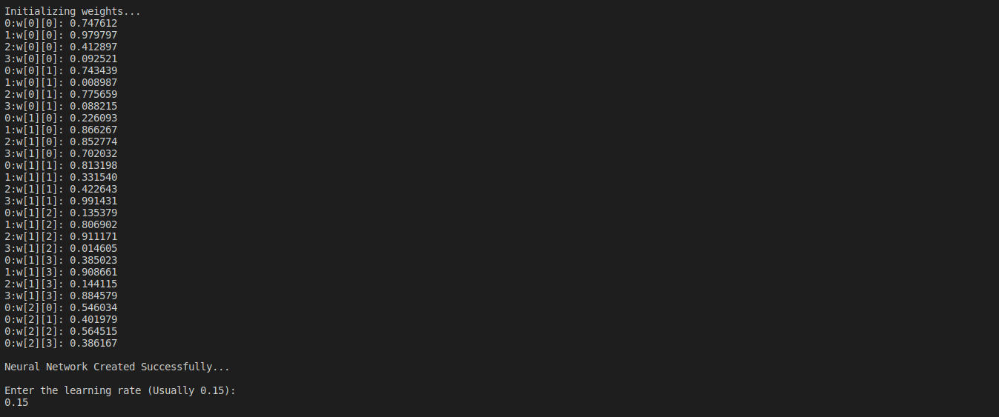 Initializing weights...
0:w[0][0]: 0.747612
1:w[0][0]: 0.979797
2:w[0][0]: 0.412897
3:w[0][0]: 0.092521
0:w[0][1]: 0.743439
1:w[0][1]: 0.008987
2:w[0][1]: 0.775659
3:w[0][1]: 0.088215
0:w[1][0]: 0.226093
1:w[1][0]: 0.866267
2:w[1][0]: 0.852774
3:w[1][0]: 0.702032
0:w[1][1]: 0.813198
1:w[1][1]: 0.331540
2:w[1][1]: 0.422643
3:w[1][1]: 0.991431
0:w[1][2]: 0.135379
1:w[1][2]: 0.806902
2:w[1][2]: 0.911171
3:w[1][2]: 0.014605
0:w[1][3]: 0.385023
1:w[1][3]: 0.908661
2:w[1][3]: 0.144115
3:w[1][3]: 0.884579
0:w[2][0]: 0.546034
0:w[2][1]: 0.401979
0:w[2][2]: 0.564515
0:w[2][3]: 0.386167
Neural Network Created Successfully...
Enter the learning rate (Usually 0.15):
0.15